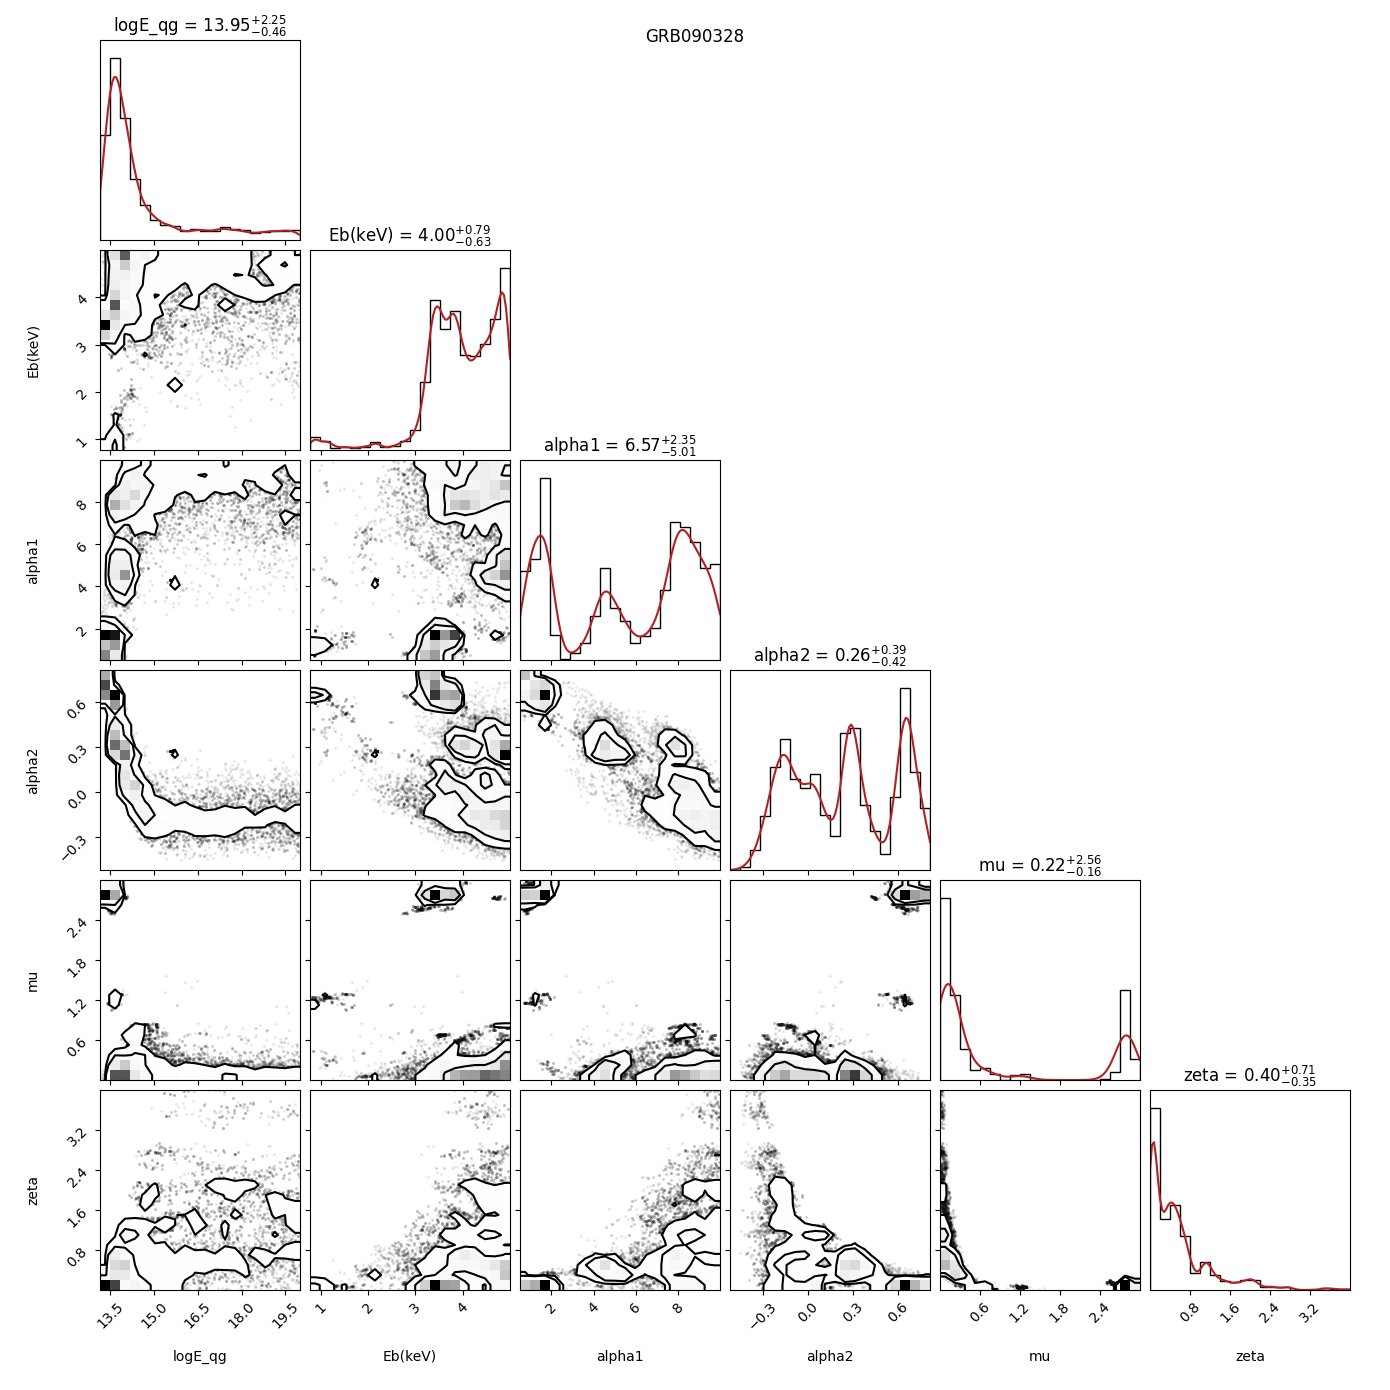 GRB090328
logE_qg = 13.95+2.25−0.46
Eb(keV) = 4.00+0.79−0.63
Eb(keV)
4
3
2
1
alpha1 = 6.57+2.35−5.01
alpha1
8
6
4
2
alpha2 = 0.26+0.39−0.42
alpha2
0.6
0.3
0.0
−0.3
mu = 0.22+2.56−0.16
mu
2.4
1.8
1.2
0.6
zeta = 0.40+0.71−0.35
zeta
3.2
2.4
1.6
0.8
13.5 15.0 16.5 18.0 19.5 1 2 3 4 2 4 6 8 −0.3 0.0 0.3 0.6 0.6 1.2 1.8 2.4 0.8 1.6 2.4 3.2
logE_qg Eb(keV) alpha1 alpha2 mu zeta